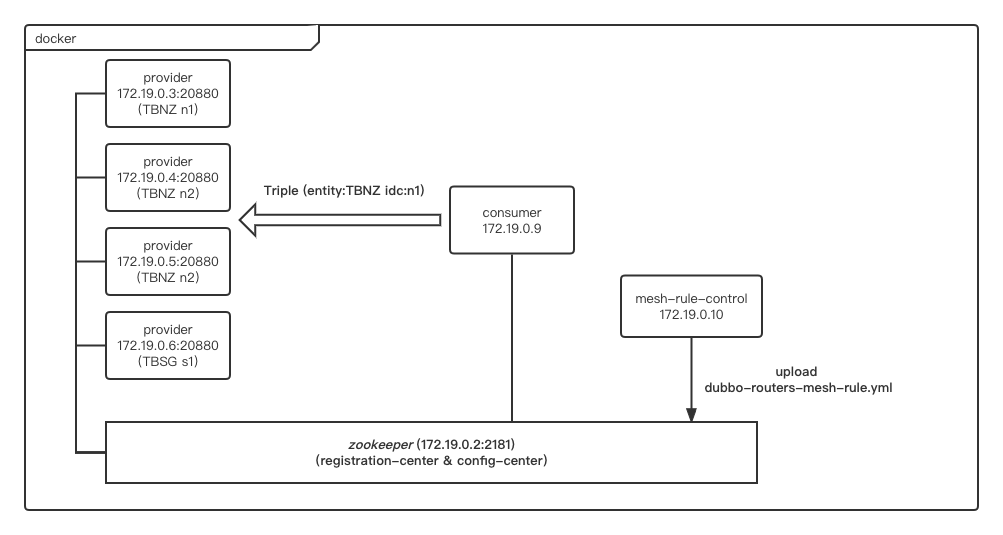 docker
provider
172.19.0.3:20880
(TBNZ n1)
provider
172.19.0.4:20880
(TBNZ n2)
provider
172.19.0.5:20880
(TBNZ n2)
provider
172.19.0.6:20880
(TBSG s1)
Triple (entity:TBNZ idc:n1)
consumer
172.19.0.9
mesh-rule-control
172.19.0.10
upload
dubbo-routers-mesh-rule.yml
zookeeper (172.19.0.2:2181)
(registration-center & config-center)